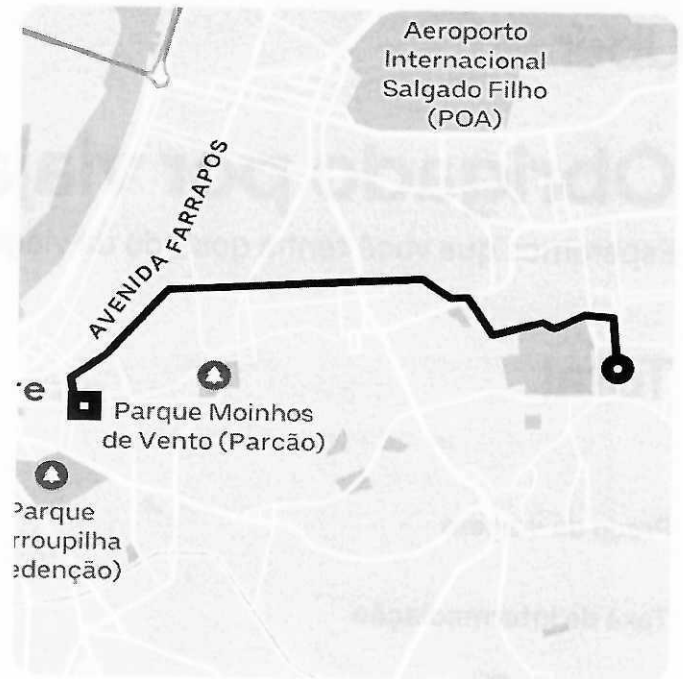 Aeroporto
Internacional
Salgado Filho
(POA)
AVENIDA FARRAPOS
re
Parque Moinhos
de Vento (Parcão)
Parque
rroupilha
edenção)